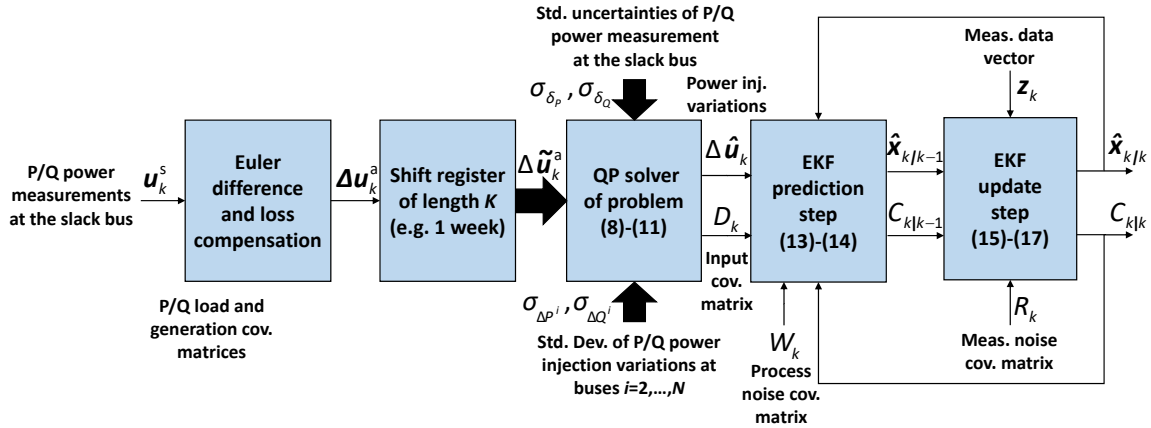 Std. uncertainties of P/Q
power measurement
at the slack bus
σ_δP , σ_δQ
Power inj.
variations
Meas. data
vector
z_k
P/Q power
measurements
at the slack bus
u_k^s
Euler
difference
and loss
compensation
Δu_k^a
Shift register
of length K
(e.g. 1 week)
Δũ_k^a
QP solver
of problem
(8)-(11)
Δû_k
D_k
Input
cov.
matrix
EKF
prediction
step
(13)-(14)
x̂_k|k−1
C_k|k−1
EKF
update
step
(15)-(17)
x̂_k|k
C_k|k
P/Q load and
generation cov.
matrices
σ_ΔP^i , σ_ΔQ^i
Std. Dev. of P/Q power
injection variations at
buses i=2,...,N
W_k
Process
noise cov.
matrix
R_k
Meas. noise
cov. matrix